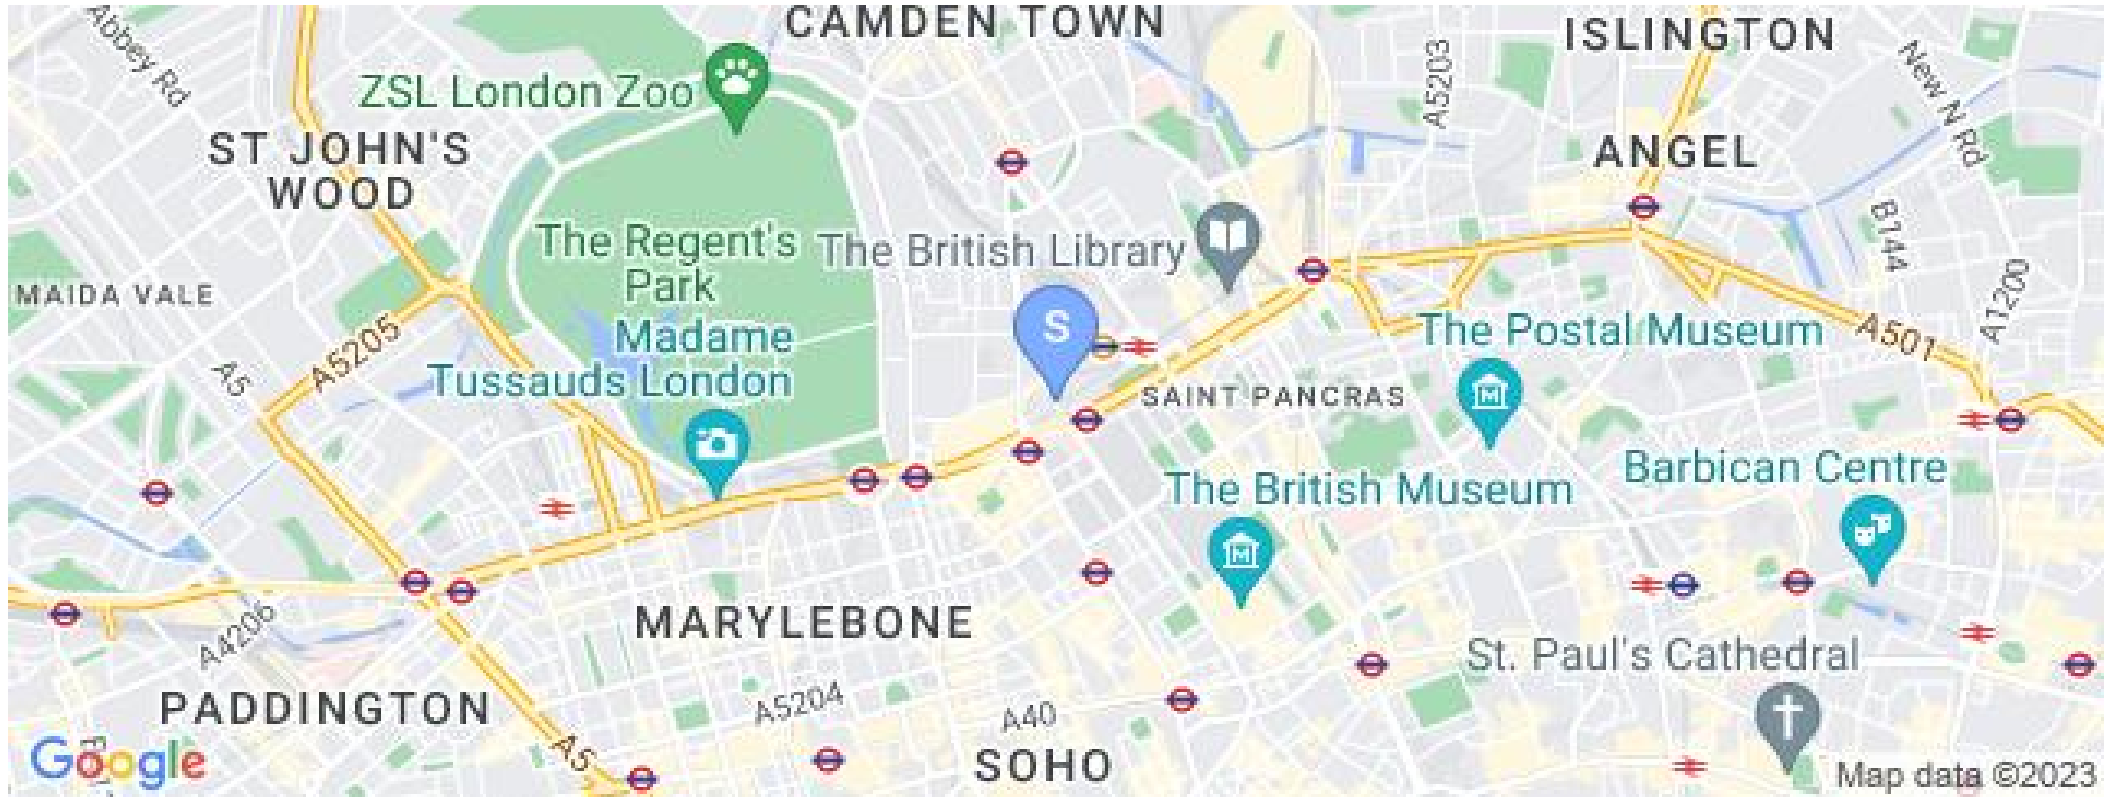 CAMDEN TOWN
ISLINGTON
Abbey Rd
ZSL London Zoo
A5203
New N Rd
ST JOHN'S
WOOD
ANGEL
The Regent's
Park
The British Library
B144
MAIDA VALE
A1200
S
Madame
Tussauds London
A5205
The Postal Museum
A501
A5
SAINT PANCRAS
M
Barbican Centre
The British Museum
M
A4206
MARYLEBONE
St. Paul's Cathedral
PADDINGTON
A5204
A40
A5
SOHO
Google
Map data ©2023